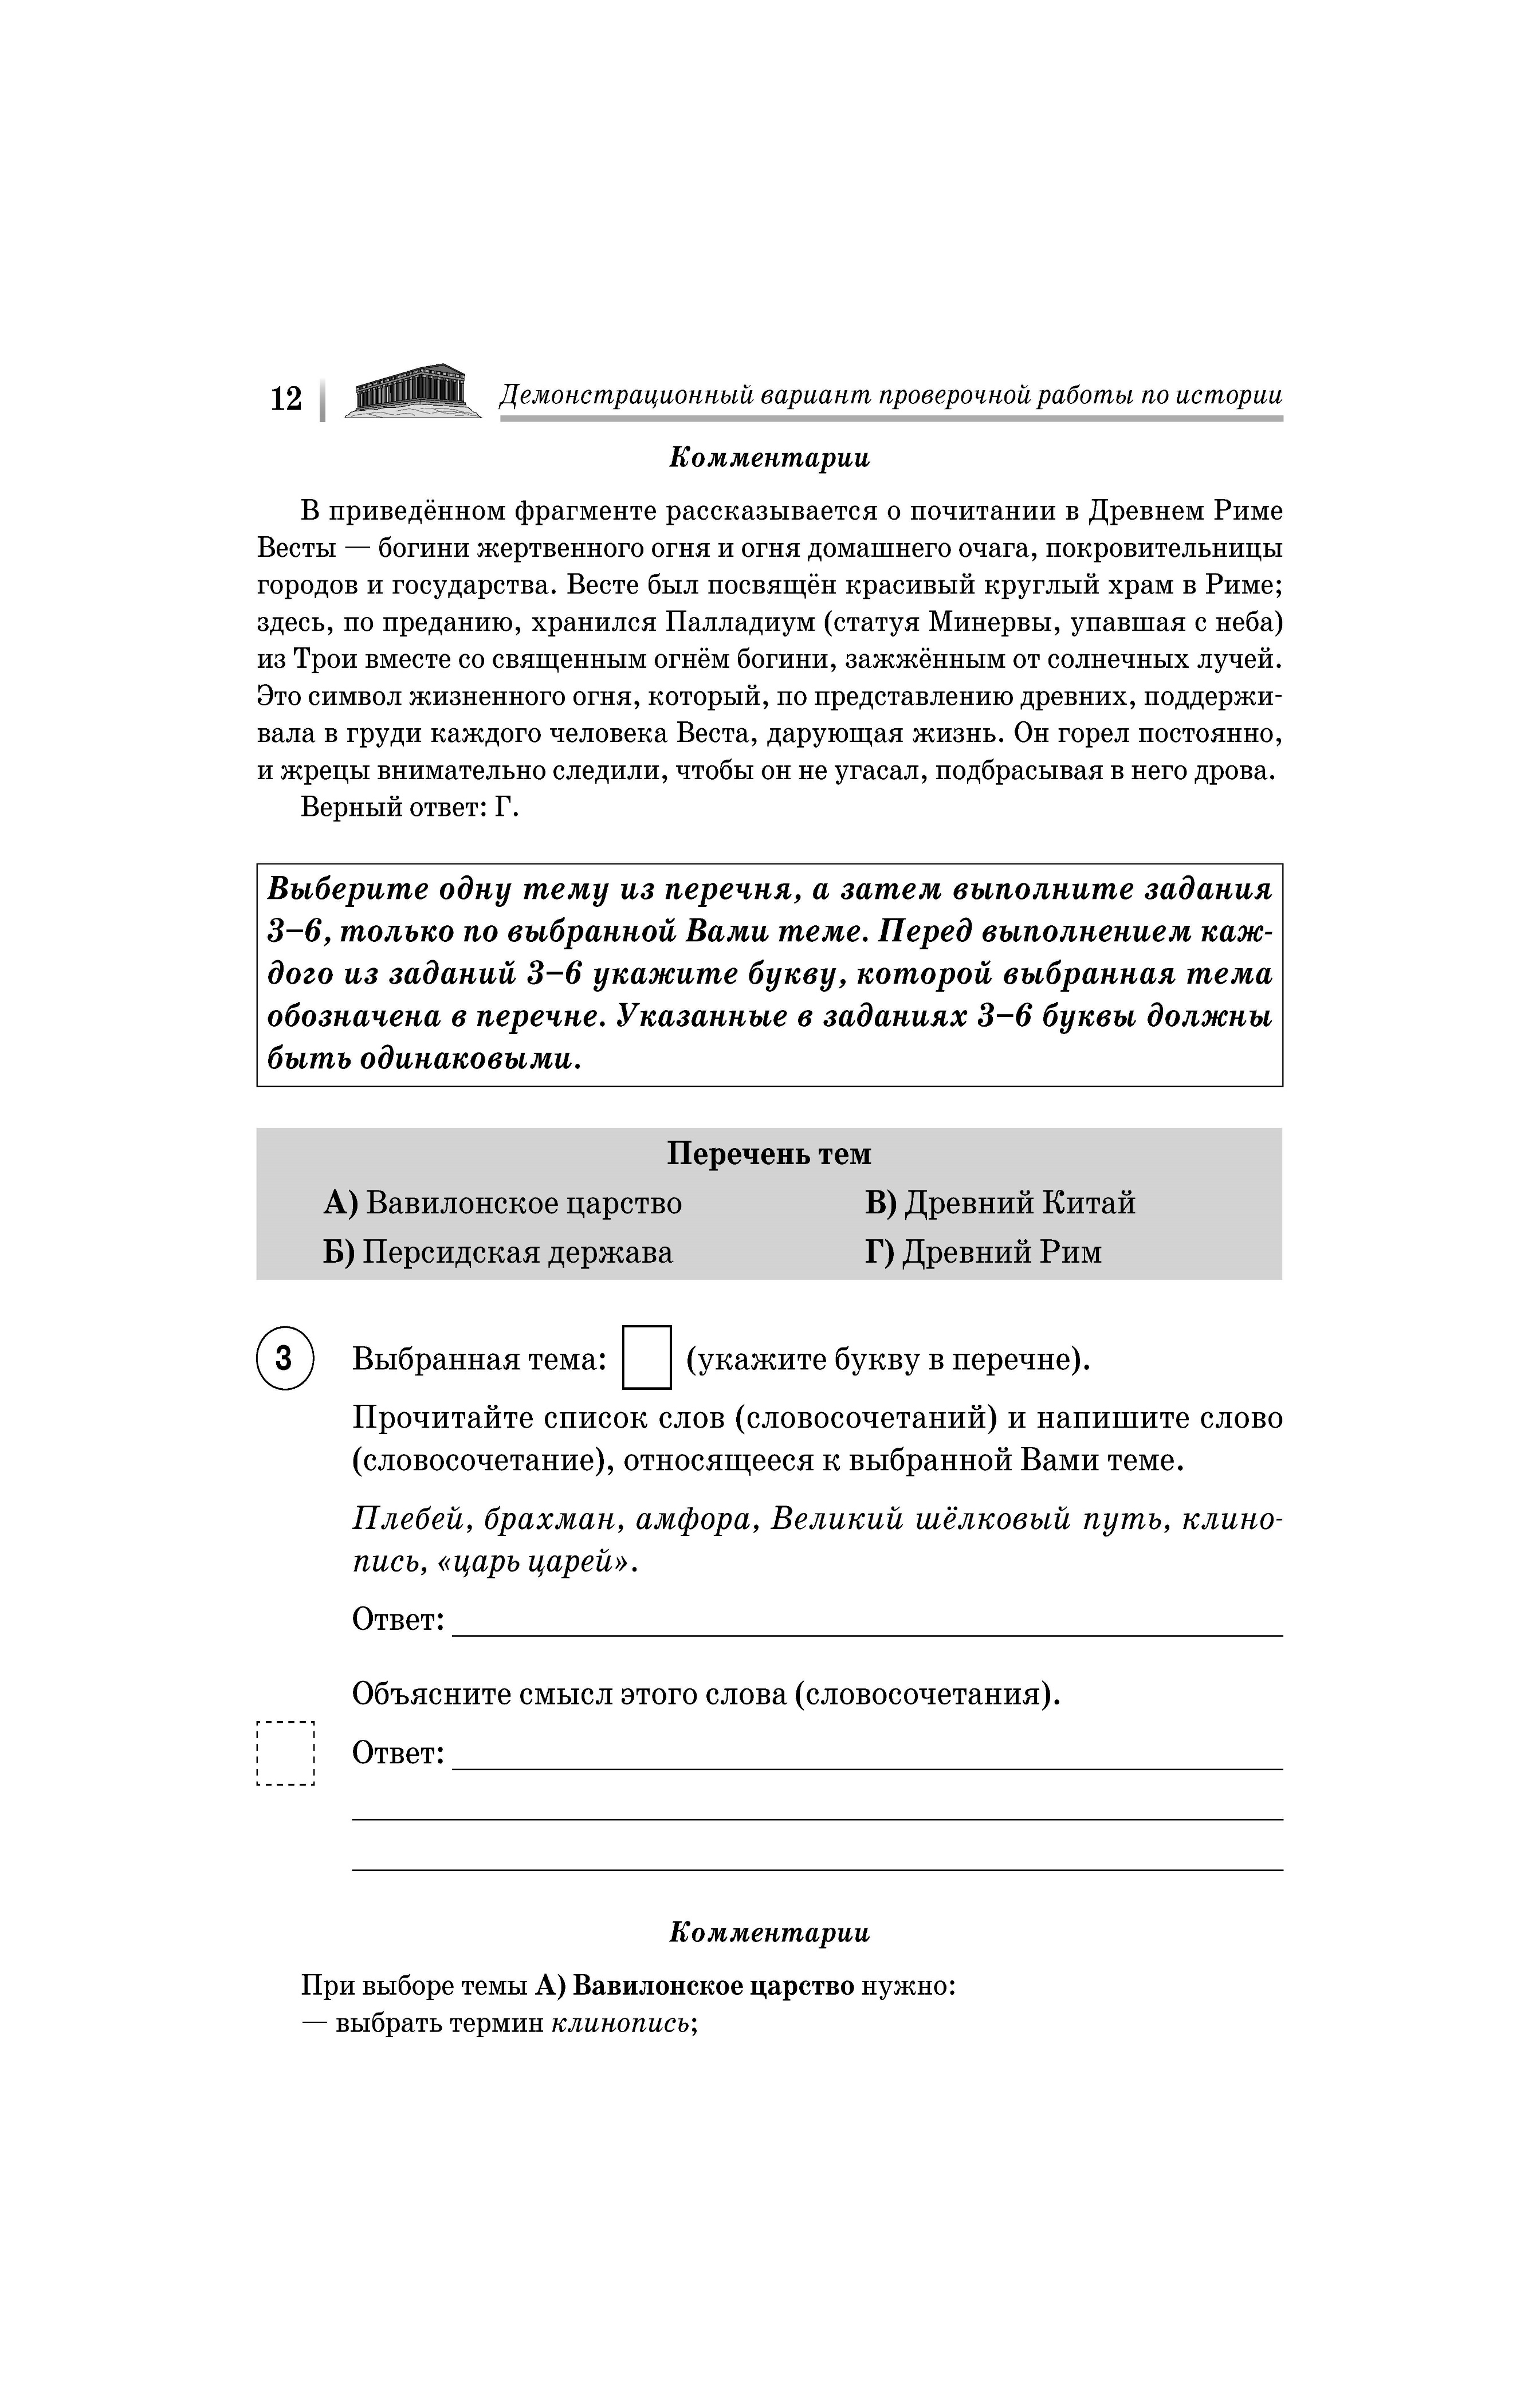 12
Демонстрационный вариант проверочной работы по истории
Комментарии
В приведённом фрагменте рассказывается о почитании в Древнем Риме
Весты — богини жертвенного огня и огня домашнего очага, покровительницы
городов и государства. Весте был посвящён красивый круглый храм в Риме;
здесь, по преданию, хранился Палладиум (статуя Минервы, упавшая с неба)
из Трои вместе со священным огнём богини, зажжённым от солнечных лучей.
Это символ жизненного огня, который, по представлению древних, поддержи-
вала в груди каждого человека Веста, дарующая жизнь. Он горел постоянно,
и жрецы внимательно следили, чтобы он не угасал, подбрасывая в него дрова.
Верный ответ: Г.
Выберите одну тему из перечня, а затем выполните задания
3–6, только по выбранной Вами теме. Перед выполнением каж-
дого из заданий 3–6 укажите букву, которой выбранная тема
обозначена в перечне. Указанные в заданиях 3–6 буквы должны
быть одинаковыми.
Перечень тем
А) Вавилонское царство
В) Древний Китай
Б) Персидская держава
Г) Древний Рим
3
Выбранная тема: (укажите букву в перечне).
Прочитайте список слов (словосочетаний) и напишите слово
(словосочетание), относящееся к выбранной Вами теме.
Плебей, брахман, амфора, Великий шёлковый путь, клино-
пись, «царь царей».
Ответ:
Объясните смысл этого слова (словосочетания).
Ответ:
Комментарии
При выборе темы А) Вавилонское царство нужно:
— выбрать термин клинопись;